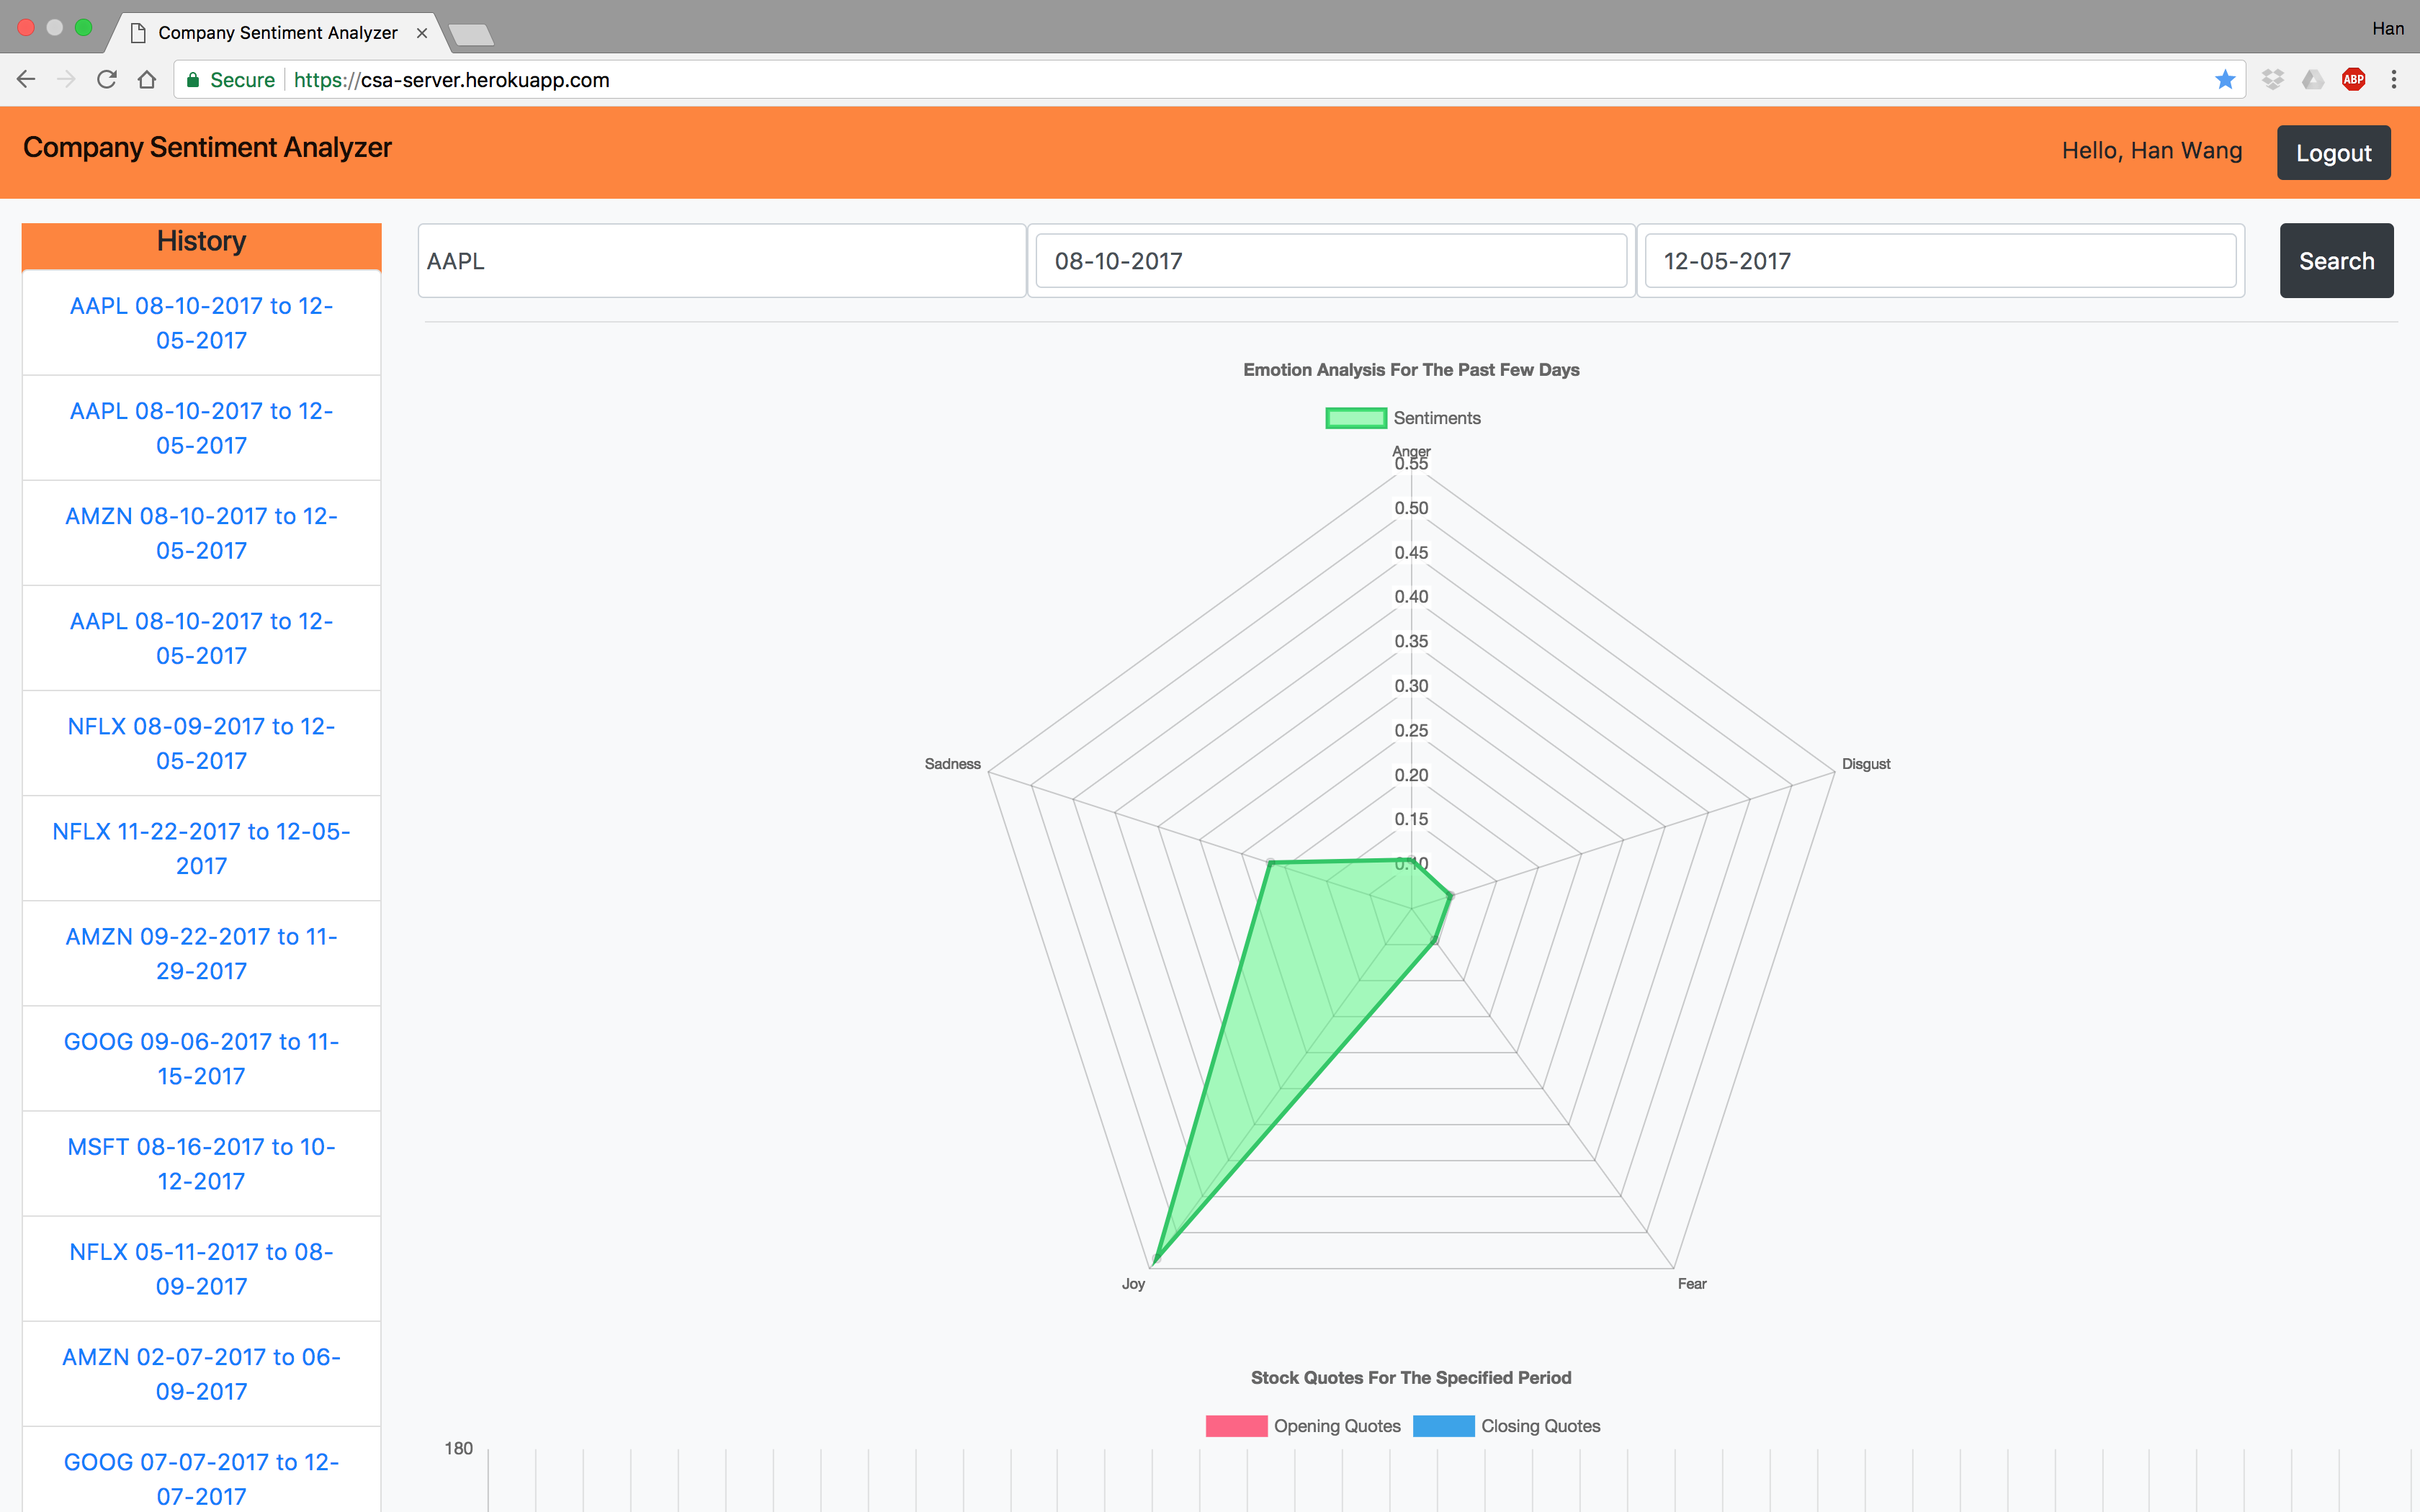 Company Sentiment Analyzer
Han
Secure https://csa-server.herokuapp.com
ABP
Company Sentiment Analyzer
Hello, Han Wang
Logout
History
AAPL 08-10-2017 to 12-
05-2017
AAPL 08-10-2017 to 12-
05-2017
AMZN 08-10-2017 to 12-
05-2017
AAPL 08-10-2017 to 12-
05-2017
NFLX 08-09-2017 to 12-
05-2017
NFLX 11-22-2017 to 12-05-
2017
AMZN 09-22-2017 to 11-
29-2017
GOOG 09-06-2017 to 11-
15-2017
MSFT 08-16-2017 to 10-
12-2017
NFLX 05-11-2017 to 08-
09-2017
AMZN 02-07-2017 to 06-
09-2017
GOOG 07-07-2017 to 12-
07-2017
AAPL
08-10-2017
12-05-2017
Search
Emotion Analysis For The Past Few Days
Sentiments
Anger
0.55
0.50
0.45
0.40
0.35
0.30
0.25
0.20
0.15
0.10
Sadness
Disgust
Joy
Fear
Stock Quotes For The Specified Period
Opening Quotes
Closing Quotes
180